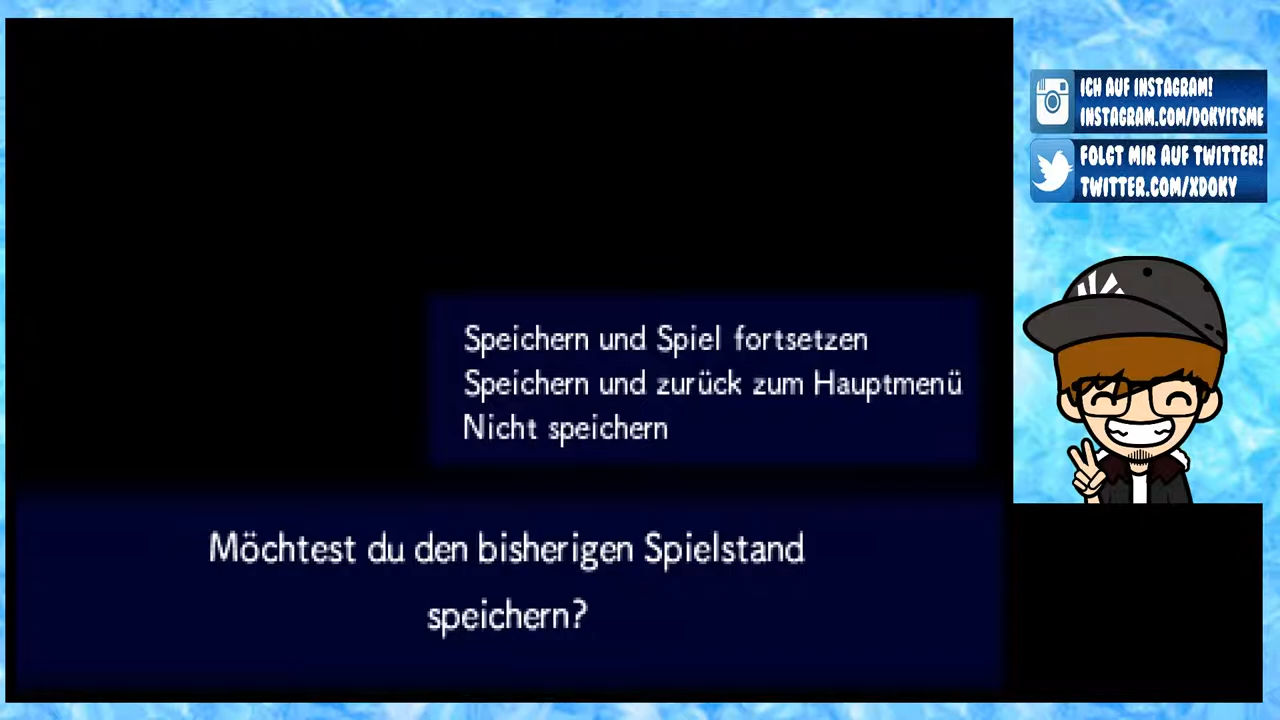 ICH AUF INSTAGRAM!
INSTAGRAM.COM/DOKYITSME
FOLGT MIR AUF TWITTER!
TWITTER.COM/XDOKY
Speichern und Spiel fortsetzen
Speichern und zurück zum Hauptmenü
Nicht speichern
Möchtest du den bisherigen Spielstand
speichern?